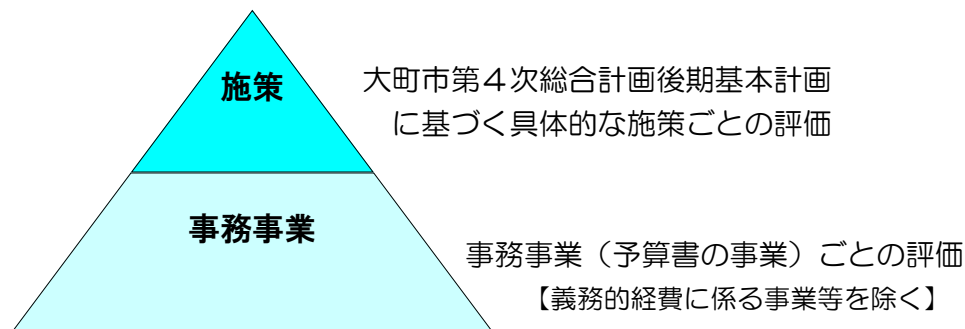 施策
大町市第４次総合計画後期基本計画
に基づく具体的な施策ごとの評価
事務事業
事務事業（予算書の事業）ごとの評価
【義務的経費に係る事業等を除く】